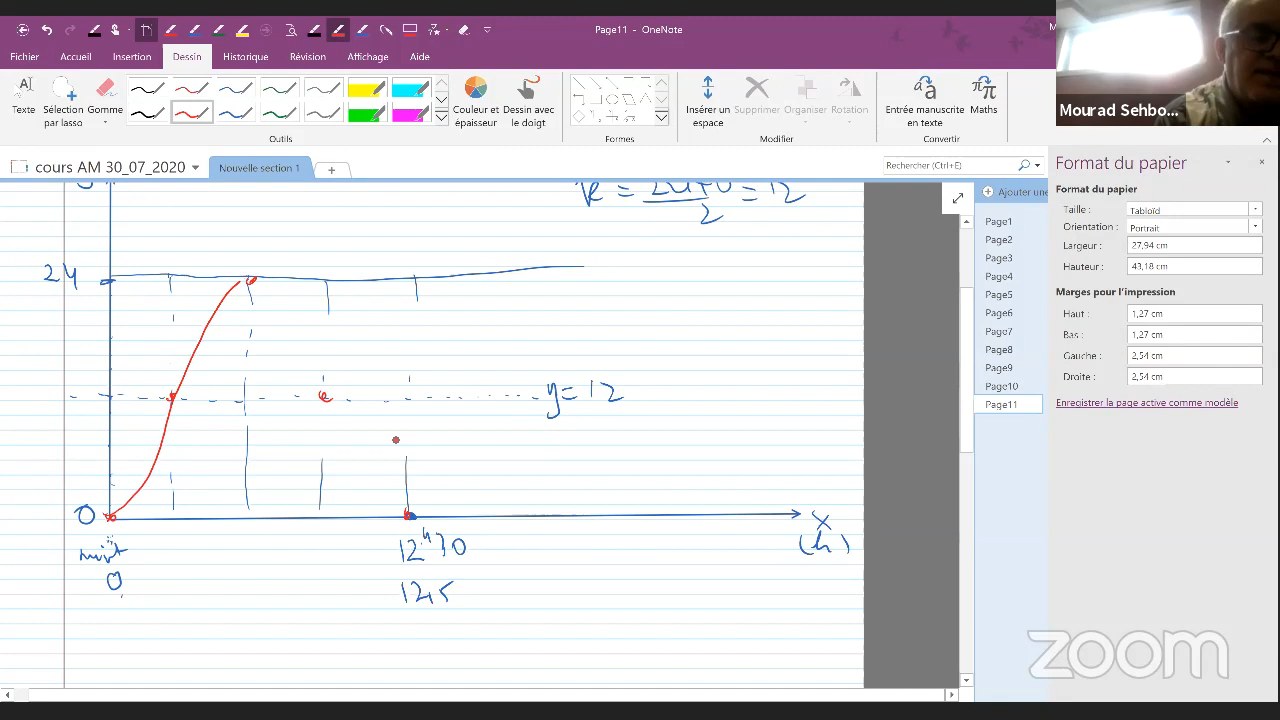 Page11 - OneNote
Fichier Accueil Insertion Dessin Historique Révision Affichage Aide
Texte
Sélection par lasso
Gomme
Outils
Couleur et épaisseur
Dessin avec le doigt
Formes
Insérer un espace
Supprimer
Organiser
Rotation
Modifier
Entrée manuscrite en texte
Maths
Convertir
Mourad Sehbo...
cours AM 30_07_2020
Nouvelle section 1
+
Rechercher (Ctrl+E)
k = 24+0 = 12
2
24
y = 12
0
X
(h)
12h30
0
12,5
Ajouter une
Page1
Page2
Page3
Page4
Page5
Page6
Page7
Page8
Page9
Page10
Page11
Format du papier
Format du papier
Taille : Tabloïd
Orientation : Portrait
Largeur : 27,94 cm
Hauteur : 43,18 cm
Marges pour l'impression
Haut : 1,27 cm
Bas : 1,27 cm
Gauche : 2,54 cm
Droite : 2,54 cm
Enregistrer la page active comme modèle
zoom